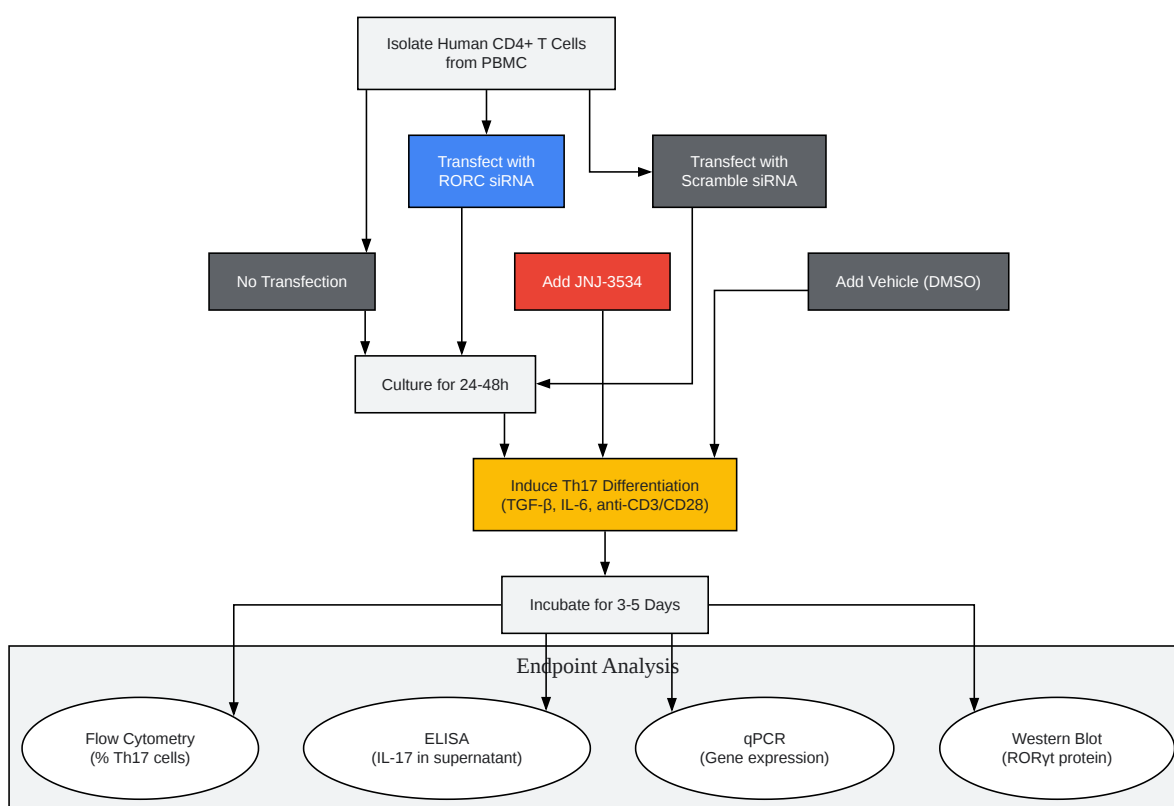 Isolate Human CD4+ T Cells
from PBMC
Transfect with
RORC siRNA
Transfect with
Scramble siRNA
No Transfection
Add JNJ-3534
Add Vehicle (DMSO)
Culture for 24-48h
Induce Th17 Differentiation
(TGF-β, IL-6, anti-CD3/CD28)
Incubate for 3-5 Days
Endpoint Analysis
Flow Cytometry
(% Th17 cells)
ELISA
(IL-17 in supernatant)
qPCR
(Gene expression)
Western Blot
(RORγt protein)